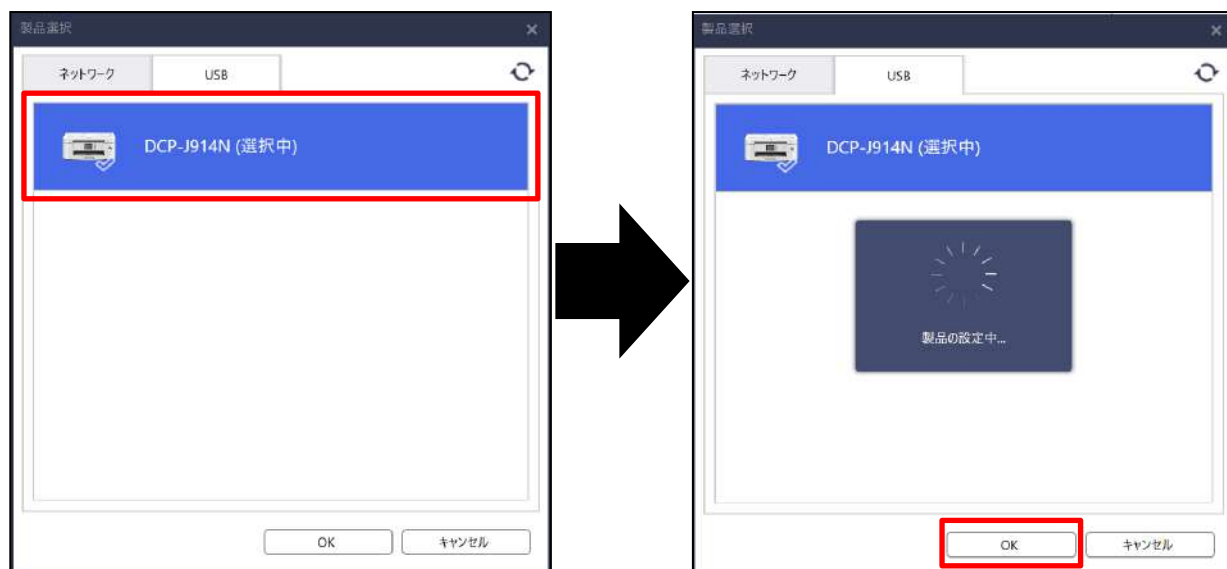 製品選択
ネットワーク
USB
DCP-J914N (選択中)
OK
キャンセル
製品選択
ネットワーク
USB
DCP-J914N (選択中)
製品の設定中...
OK
キャンセル